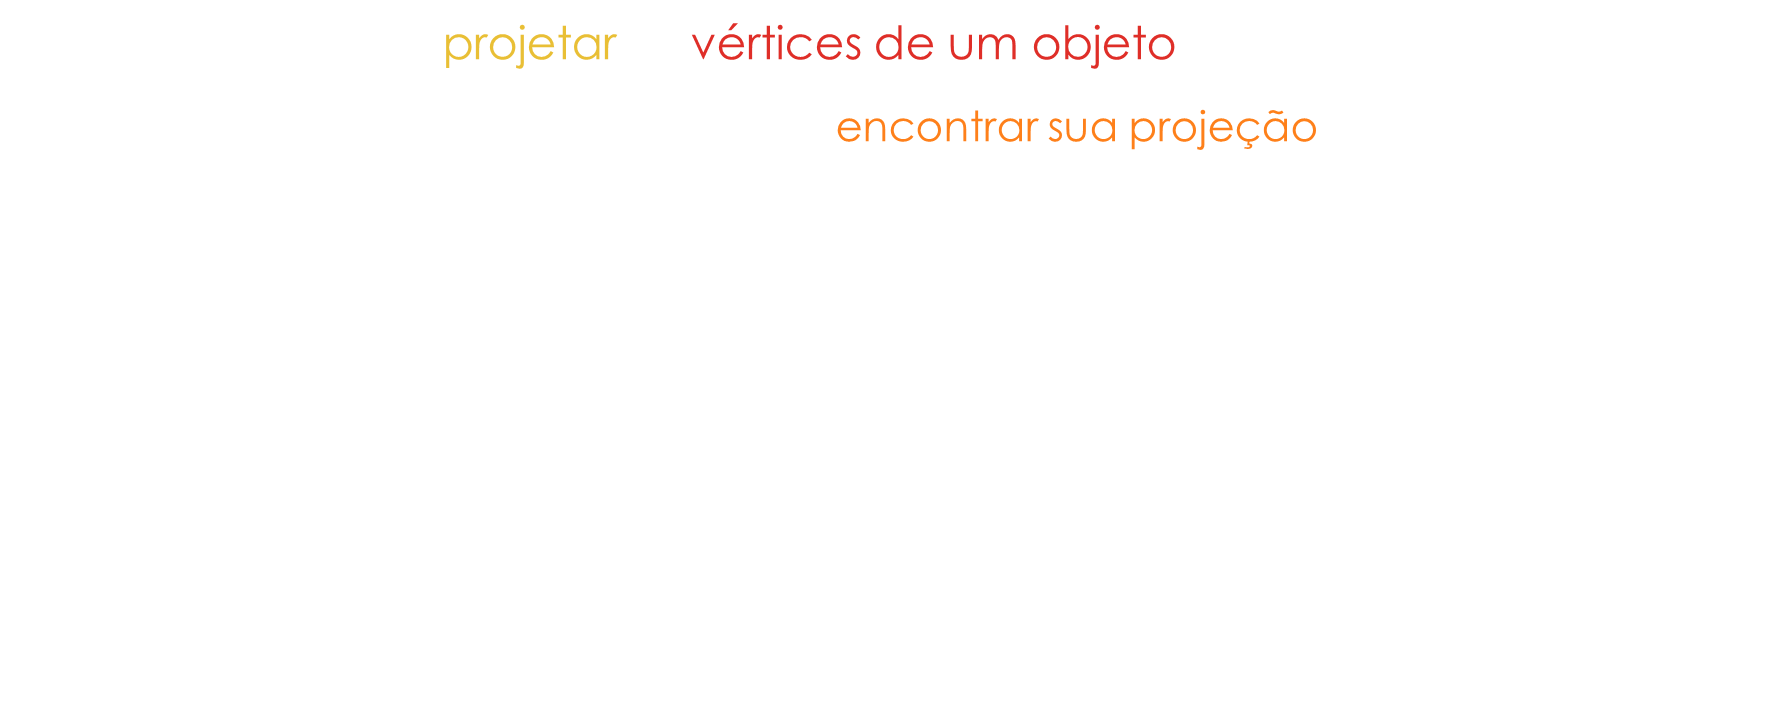 projetar vértices de um objeto
encontrar sua projeção